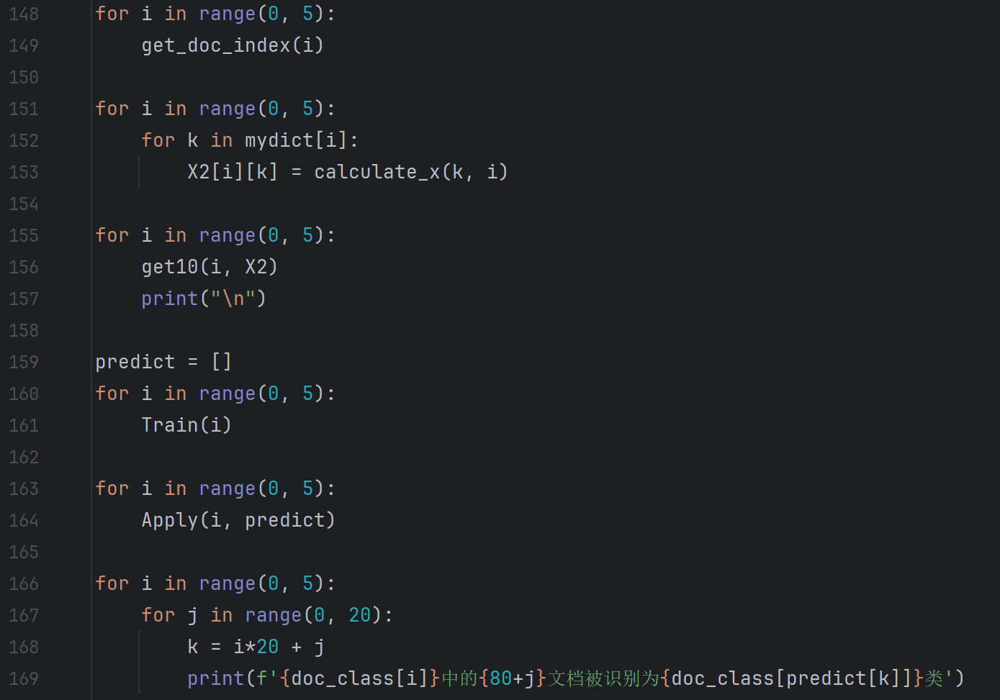 148 for i in range(0, 5):
149     get_doc_index(i)
150
151 for i in range(0, 5):
152     for k in mydict[i]:
153         X2[i][k] = calculate_x(k, i)
154
155 for i in range(0, 5):
156     get10(i, X2)
157     print("\n")
158
159 predict = []
160 for i in range(0, 5):
161     Train(i)
162
163 for i in range(0, 5):
164     Apply(i, predict)
165
166 for i in range(0, 5):
167     for j in range(0, 20):
168         k = i*20 + j
169         print(f'{doc_class[i]}中的{80+j}文档被识别为{doc_class[predict[k]]}类')